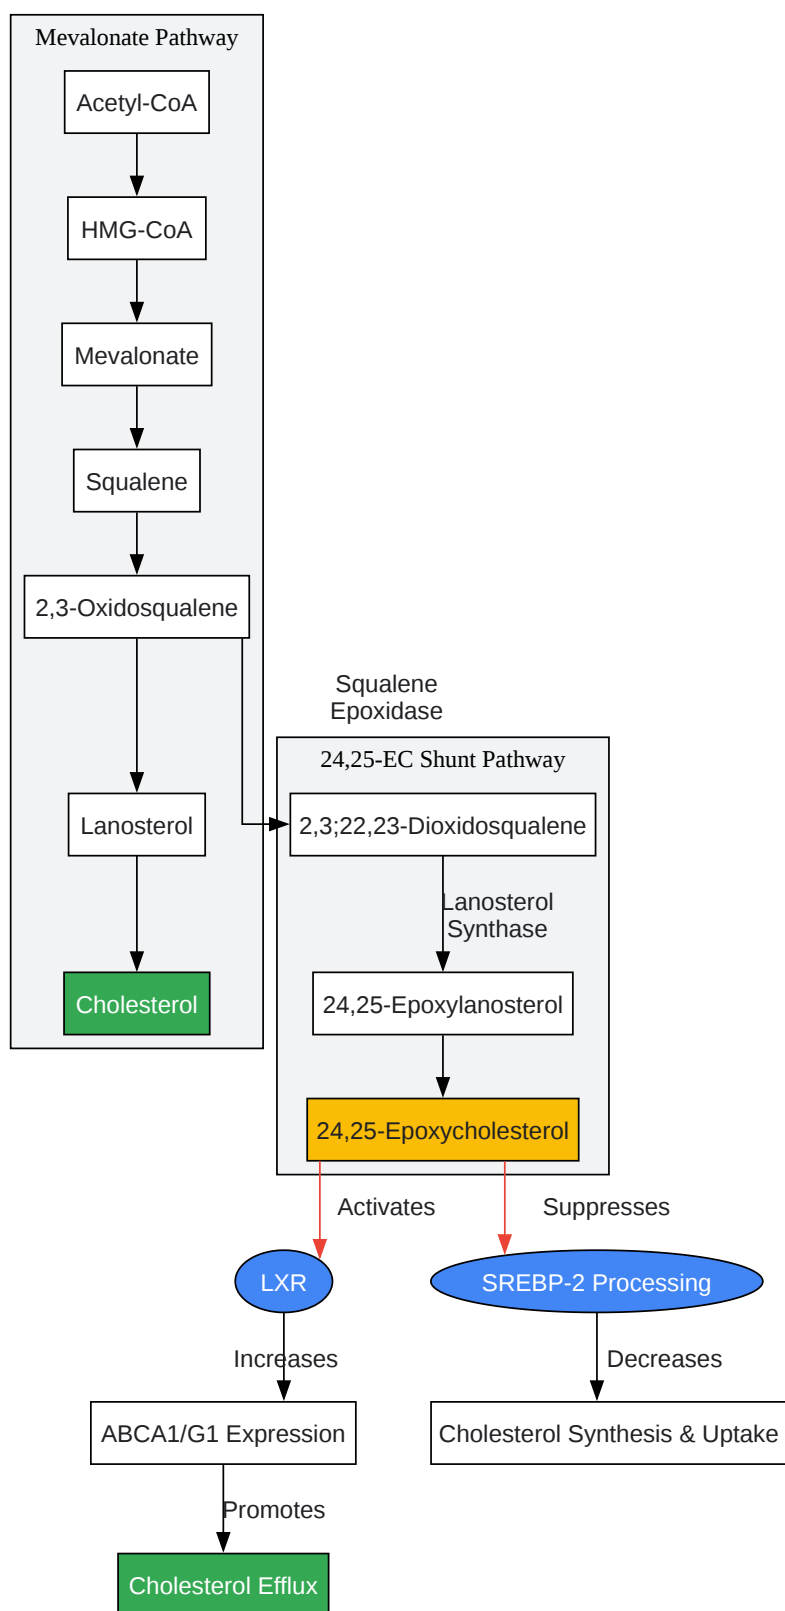 Mevalonate Pathway
Acetyl-CoA
HMG-CoA
Mevalonate
Squalene
2,3-Oxidosqualene
Lanosterol
Cholesterol
Squalene
Epoxidase
24,25-EC Shunt Pathway
2,3;22,23-Dioxidosqualene
Lanosterol
Synthase
24,25-Epoxylanosterol
24,25-Epoxycholesterol
Activates
Suppresses
LXR
SREBP-2 Processing
Increases
Decreases
ABCA1/G1 Expression
Cholesterol Synthesis & Uptake
Promotes
Cholesterol Efflux